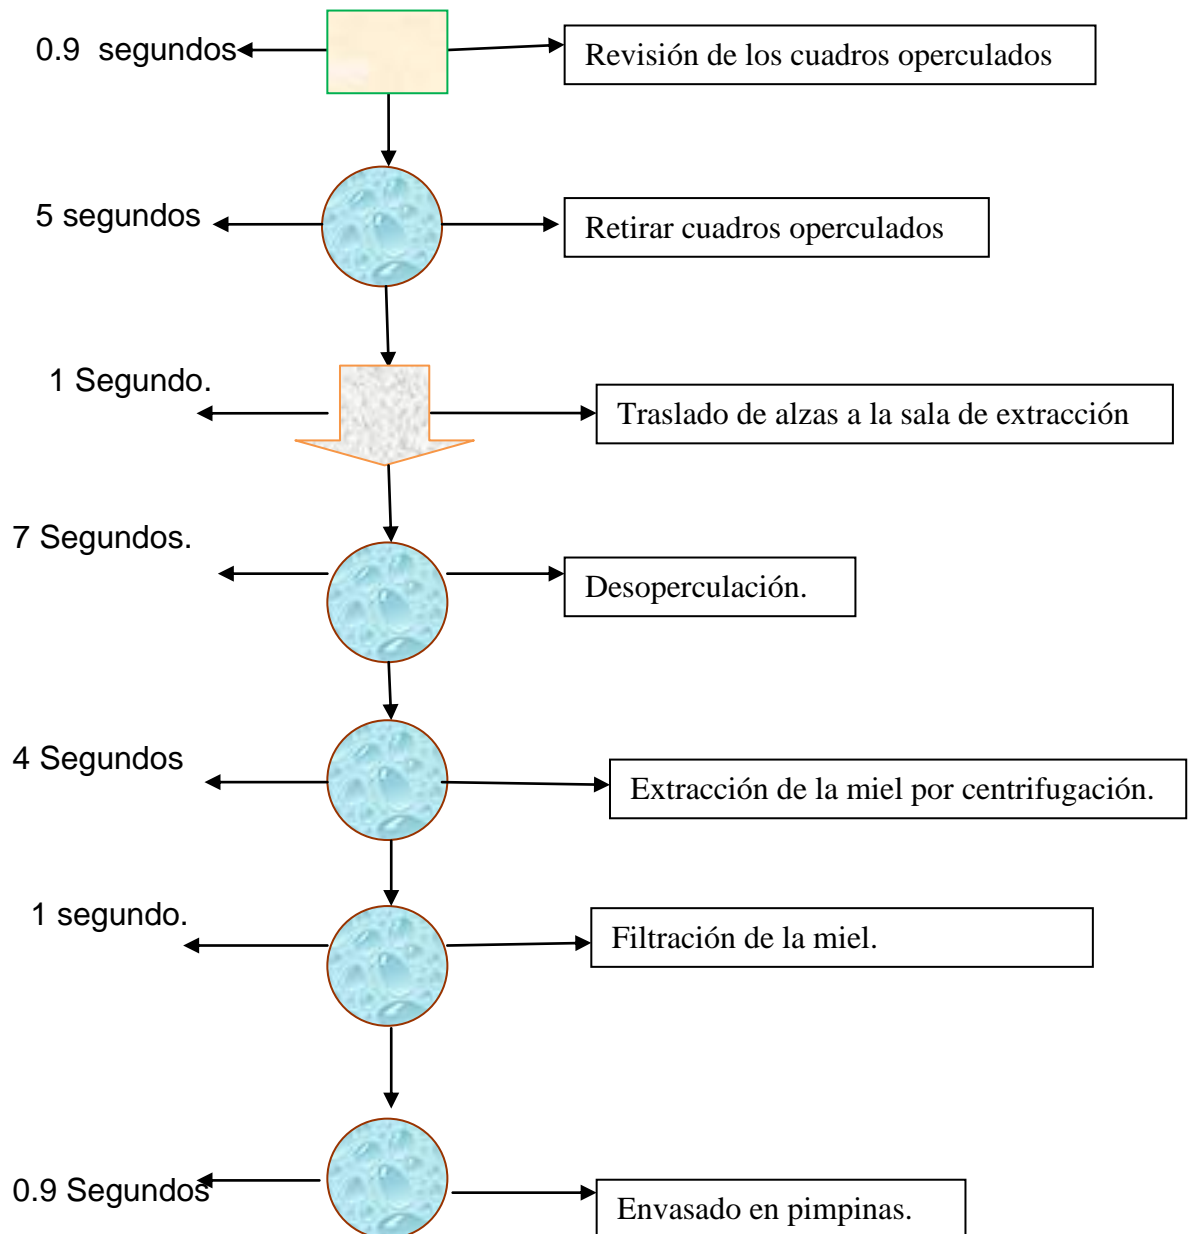 0.9 segundos
Revisión de los cuadros operculados
5 segundos
Retirar cuadros operculados
1 Segundo.
Traslado de alzas a la sala de extracción
7 Segundos.
Desoperculación.
4 Segundos
Extracción de la miel por centrifugación.
1 segundo.
Filtración de la miel.
0.9 Segundos
Envasado en pimpinas.